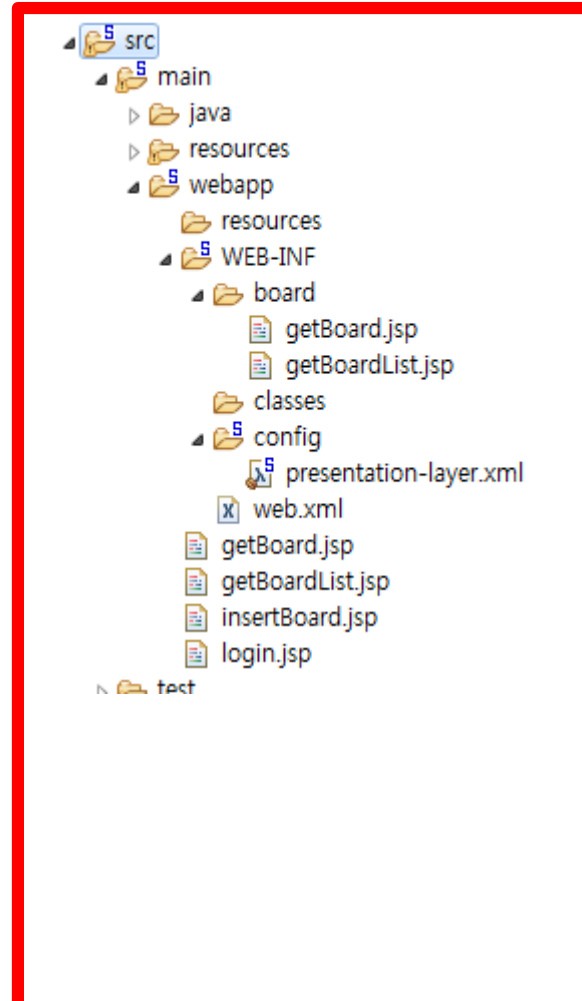 src
main
java
resources
webapp
resources
WEB-INF
board
getBoard.jsp
getBoardList.jsp
classes
config
presentation-layer.xml
web.xml
getBoard.jsp
getBoardList.jsp
insertBoard.jsp
login.jsp
test